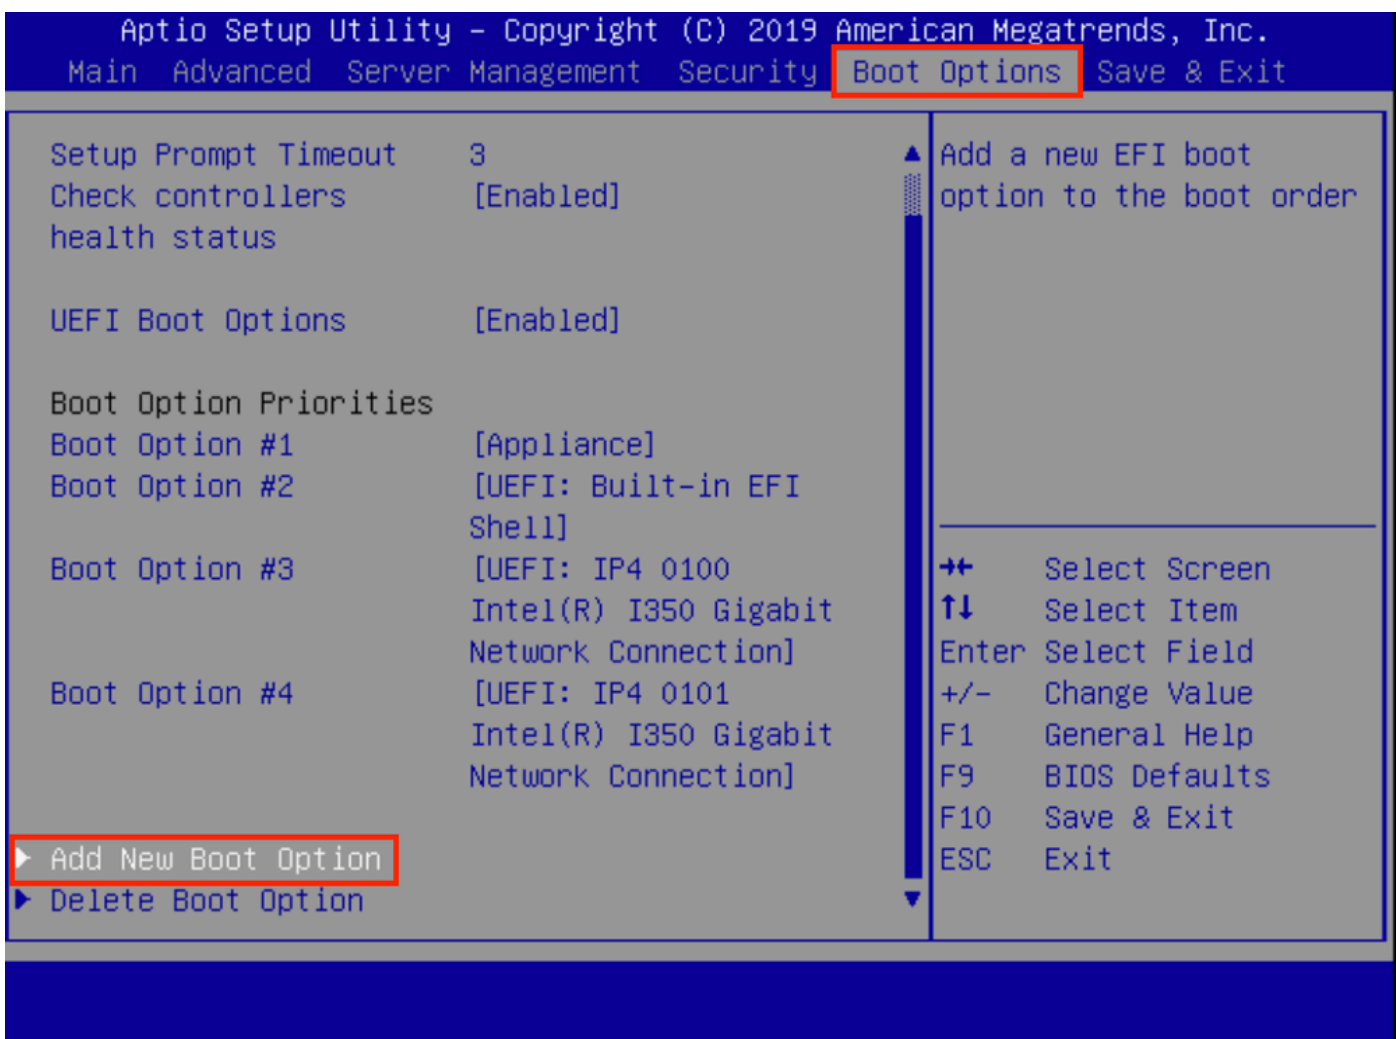 Aptio Setup Utility – Copyright (C) 2019 American Megatrends, Inc.
Main Advanced Server Management Security Boot Options Save & Exit
Setup Prompt Timeout 3
Check controllers [Enabled]
health status
UEFI Boot Options [Enabled]
Boot Option Priorities
Boot Option #1 [Appliance]
Boot Option #2 [UEFI: Built-in EFI
Shell]
Boot Option #3 [UEFI: IP4 0100
Intel(R) I350 Gigabit
Network Connection]
Boot Option #4 [UEFI: IP4 0101
Intel(R) I350 Gigabit
Network Connection]
Add New Boot Option
Delete Boot Option
Add a new EFI boot
option to the boot order
→← Select Screen
↑↓ Select Item
Enter Select Field
+/- Change Value
F1 General Help
F9 BIOS Defaults
F10 Save & Exit
ESC Exit